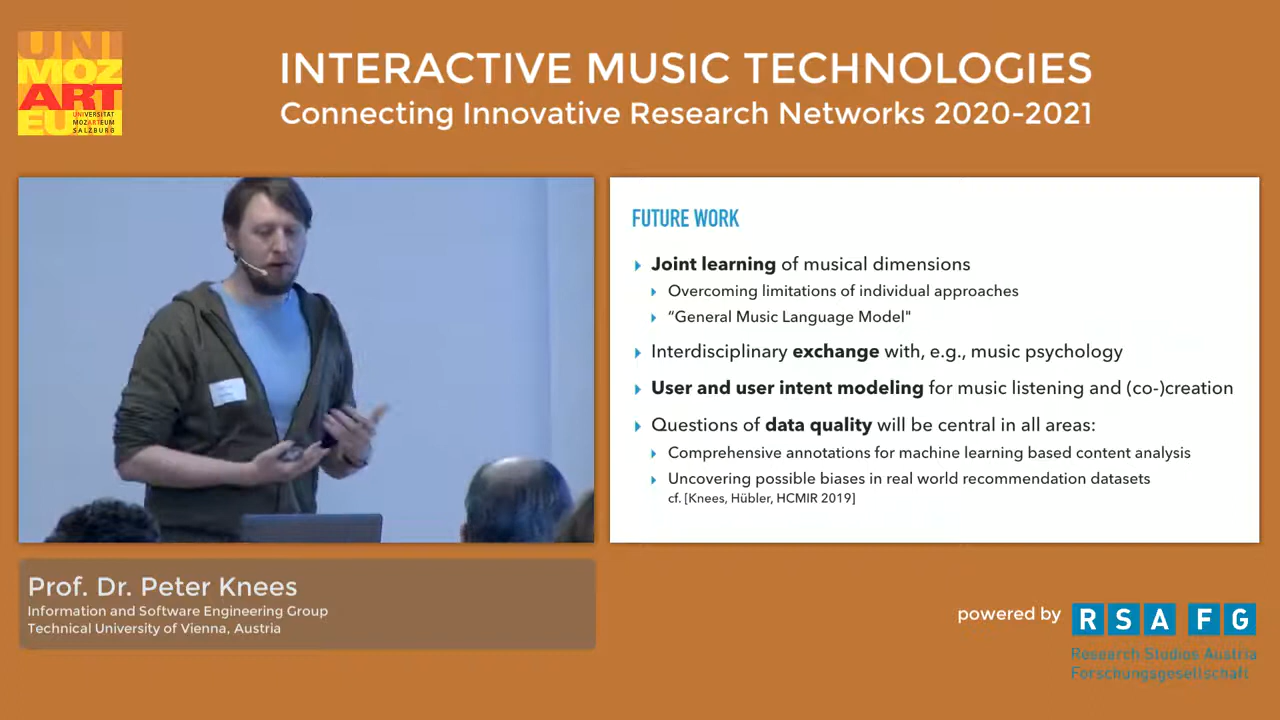 UNI
MOZ
ART
EU
UNIVERSITÄT
MOZARTEUM
SALZBURG
INTERACTIVE MUSIC TECHNOLOGIES
Connecting Innovative Research Networks 2020-2021
FUTURE WORK
Joint learning of musical dimensions
Overcoming limitations of individual approaches
“General Music Language Model"
Interdisciplinary exchange with, e.g., music psychology
User and user intent modeling for music listening and (co-)creation
Questions of data quality will be central in all areas:
Comprehensive annotations for machine learning based content analysis
Uncovering possible biases in real world recommendation datasets
cf. [Knees, Hübler, HCMIR 2019]
Prof. Dr. Peter Knees
Information and Software Engineering Group
Technical University of Vienna, Austria
powered by RSA FG
Research Studios Austria
Forschungsgesellschaft